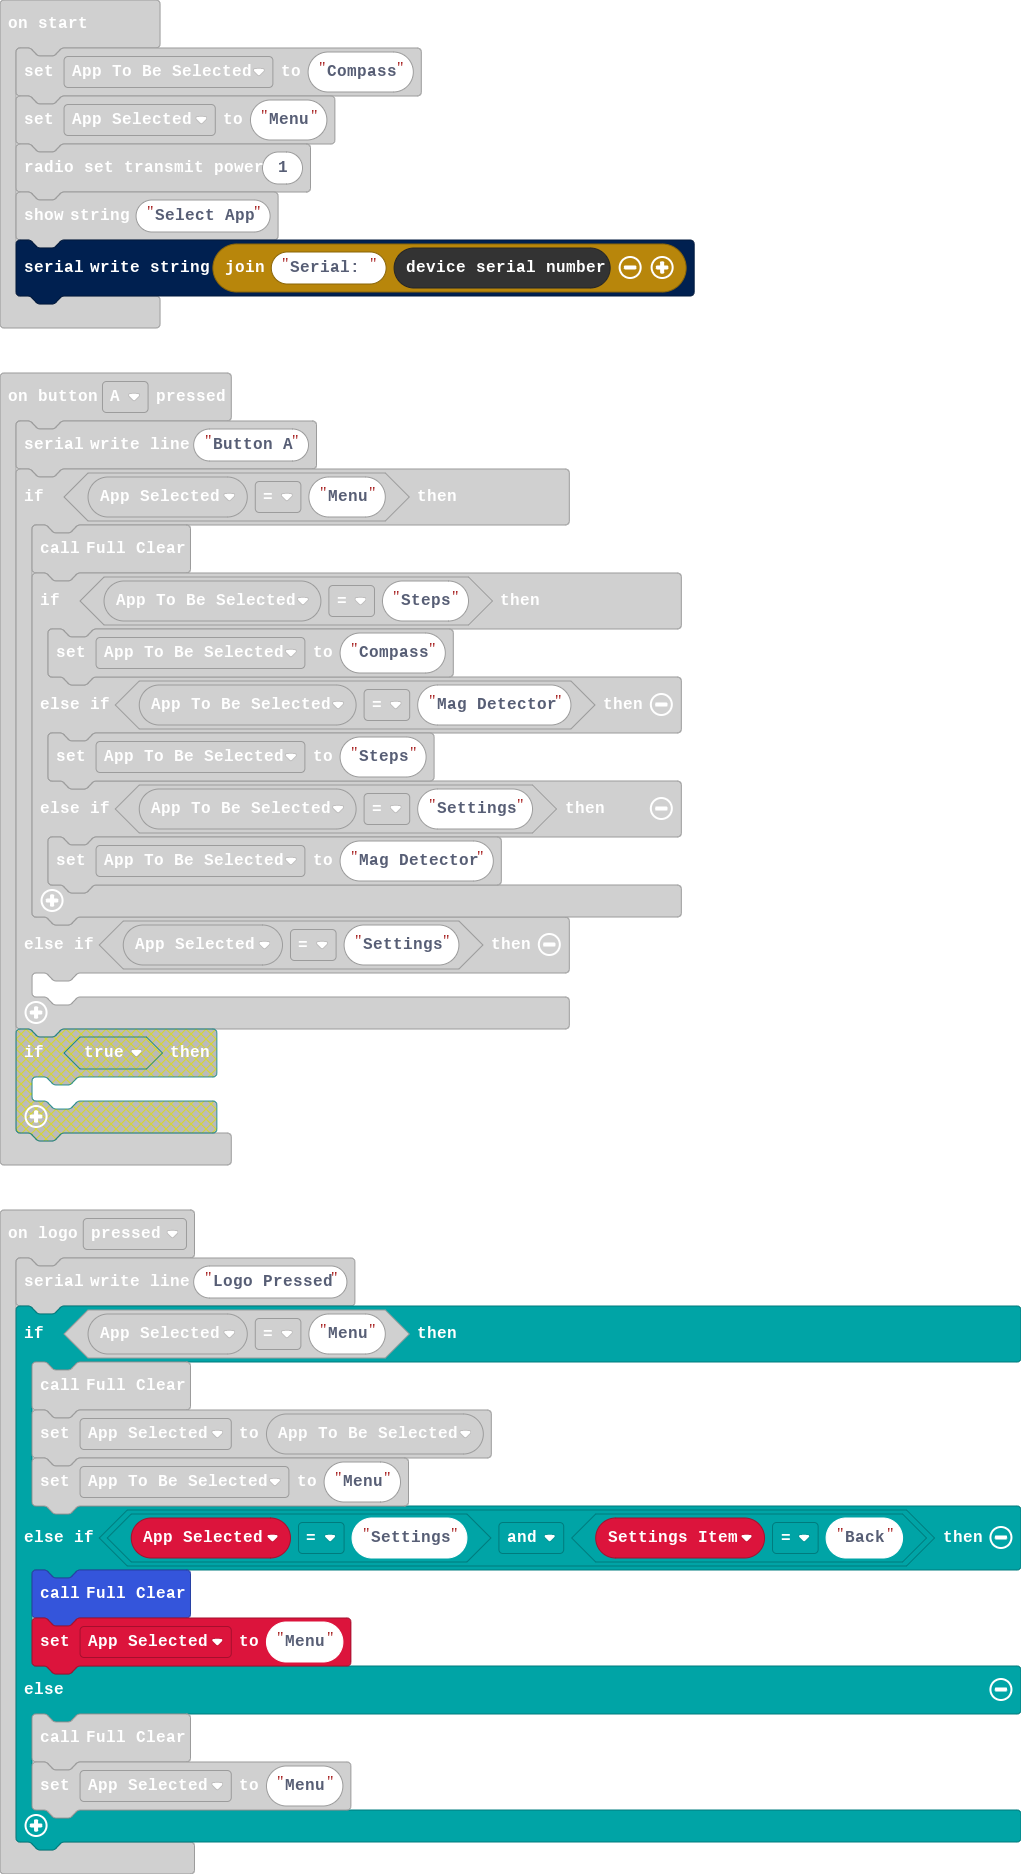 on start
set App To Be Selected to "Compass"
set App Selected to "Menu"
radio set transmit power 1
show string "Select App"
serial write string join "Serial: " device serial number
on button A pressed
serial write line "Button A"
if App Selected = "Menu" then
call Full Clear
if App To Be Selected = "Steps" then
set App To Be Selected to "Compass"
else if App To Be Selected = "Mag Detector" then
set App To Be Selected to "Steps"
else if App To Be Selected = "Settings" then
set App To Be Selected to "Mag Detector"
else if App Selected = "Settings" then
if true then
on logo pressed
serial write line "Logo Pressed"
if App Selected = "Menu" then
call Full Clear
set App Selected to App To Be Selected
set App To Be Selected to "Menu"
else if App Selected = "Settings" and Settings Item = "Back" then
call Full Clear
set App Selected to "Menu"
else
call Full Clear
set App Selected to "Menu"